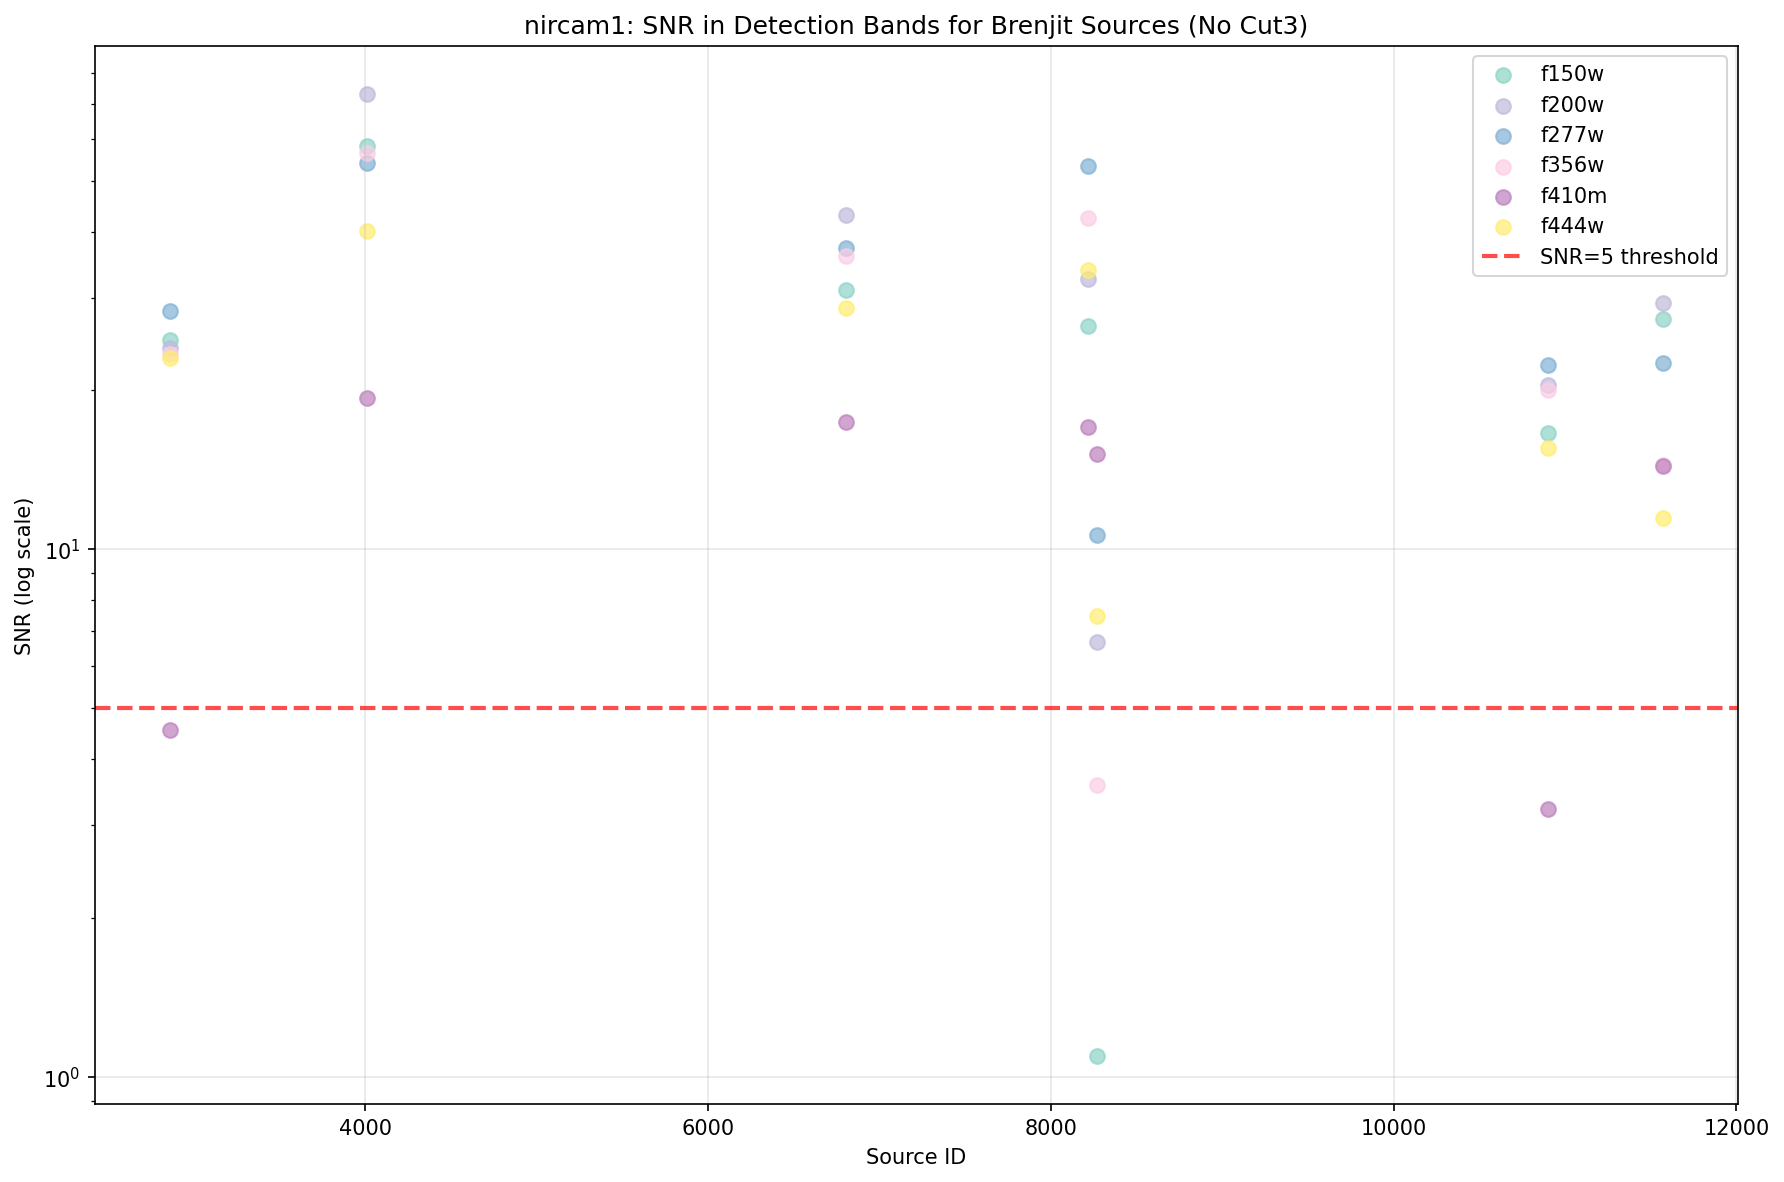 nircam1: SNR in Detection Bands for Brenjit Sources (No Cut3)
f150w
f200w
f277w
f356w
f410m
f444w
SNR=5 threshold
SNR (log scale)
10¹
10⁰
4000
6000
8000
10000
12000
Source ID